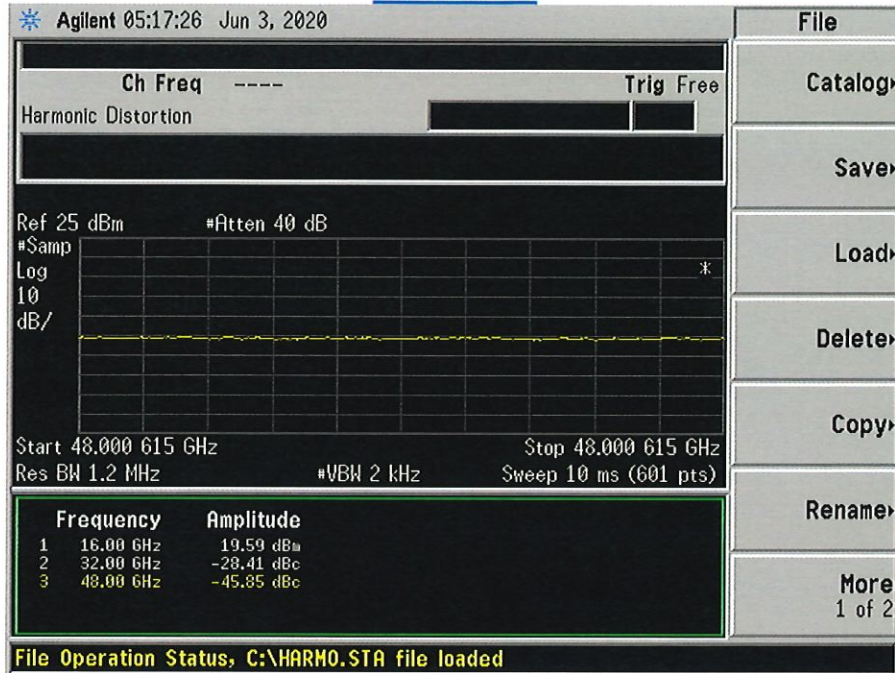 Agilent 05:17:26 Jun 3, 2020
File
Ch Freq ----
Trig Free
Harmonic Distortion
Ref 25 dBm #Atten 40 dB
#Samp
Log
10
dB/
*
Start 48.000 615 GHz Stop 48.000 615 GHz
Res BW 1.2 MHz #VBW 2 kHz Sweep 10 ms (601 pts)
Frequency Amplitude
1 16.00 GHz 19.59 dBm
2 32.00 GHz -28.41 dBc
3 48.00 GHz -45.85 dBc
File Operation Status, C:\HARMO.STA file loaded
Catalog
Save
Load
Delete
Copy
Rename
More
1 of 2